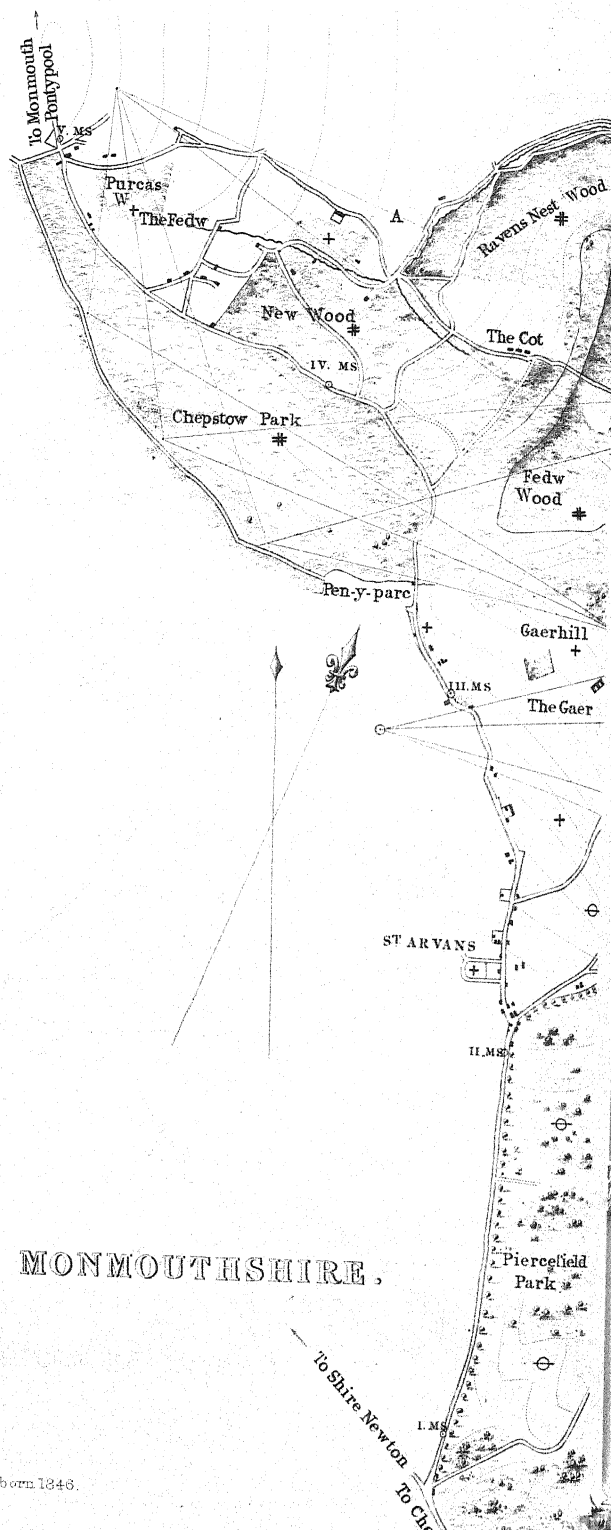 To Monmouth
Pontypool
V. MS
Purcas
W
The Fedw
A
Ravens Nest Wood
New Wood
The Cot
IV. MS
Chepstow Park
Fedw
Wood
Pen-y-parc
Gaerhill
III. MS
The Gaer
ST ARVANS
II. MS
MONMOUTHSHIRE,
Piercefield
Park
To Shire Newton
I. MS
To Che
born 1846.